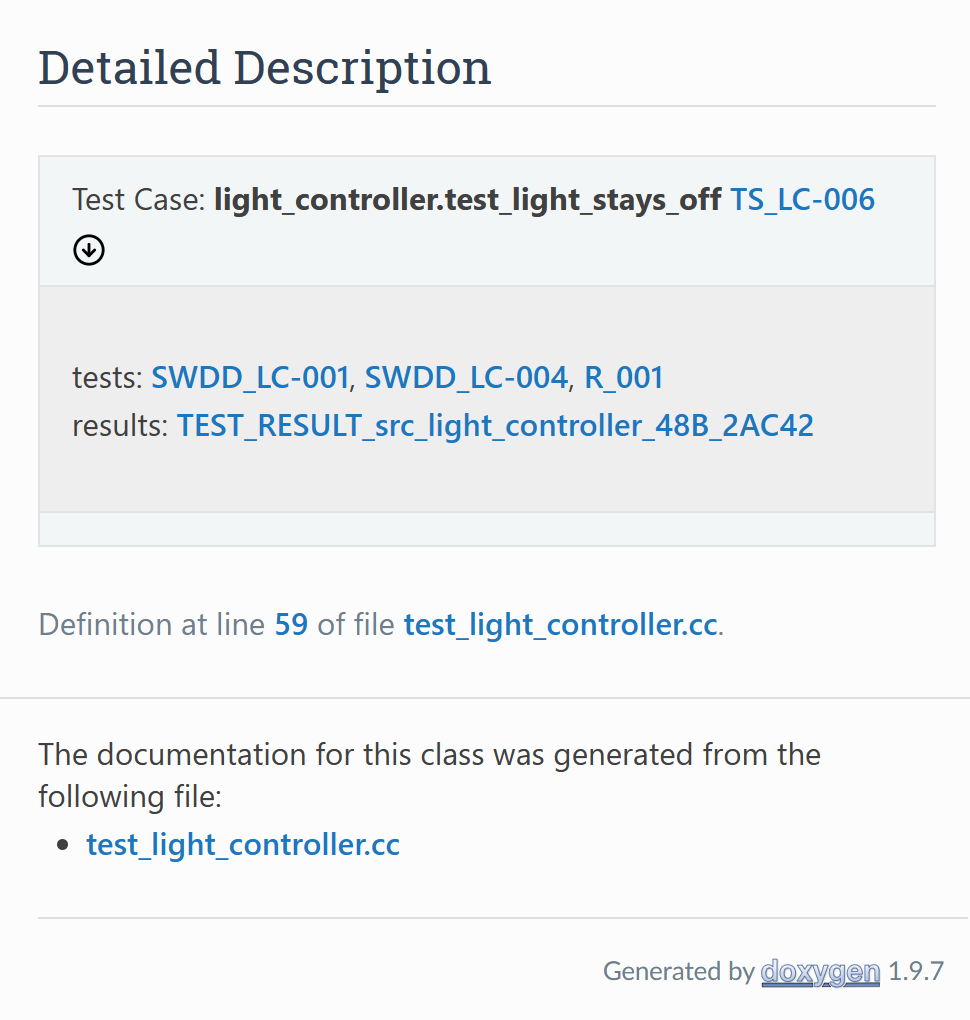 Detailed Description
Test Case: light_controller.test_light_stays_off TS_LC-006
tests: SWDD_LC-001, SWDD_LC-004, R_001
results: TEST_RESULT_src_light_controller_48B_2AC42
Definition at line 59 of file test_light_controller.cc.
The documentation for this class was generated from the
following file:
• test_light_controller.cc
Generated by doxygen 1.9.7